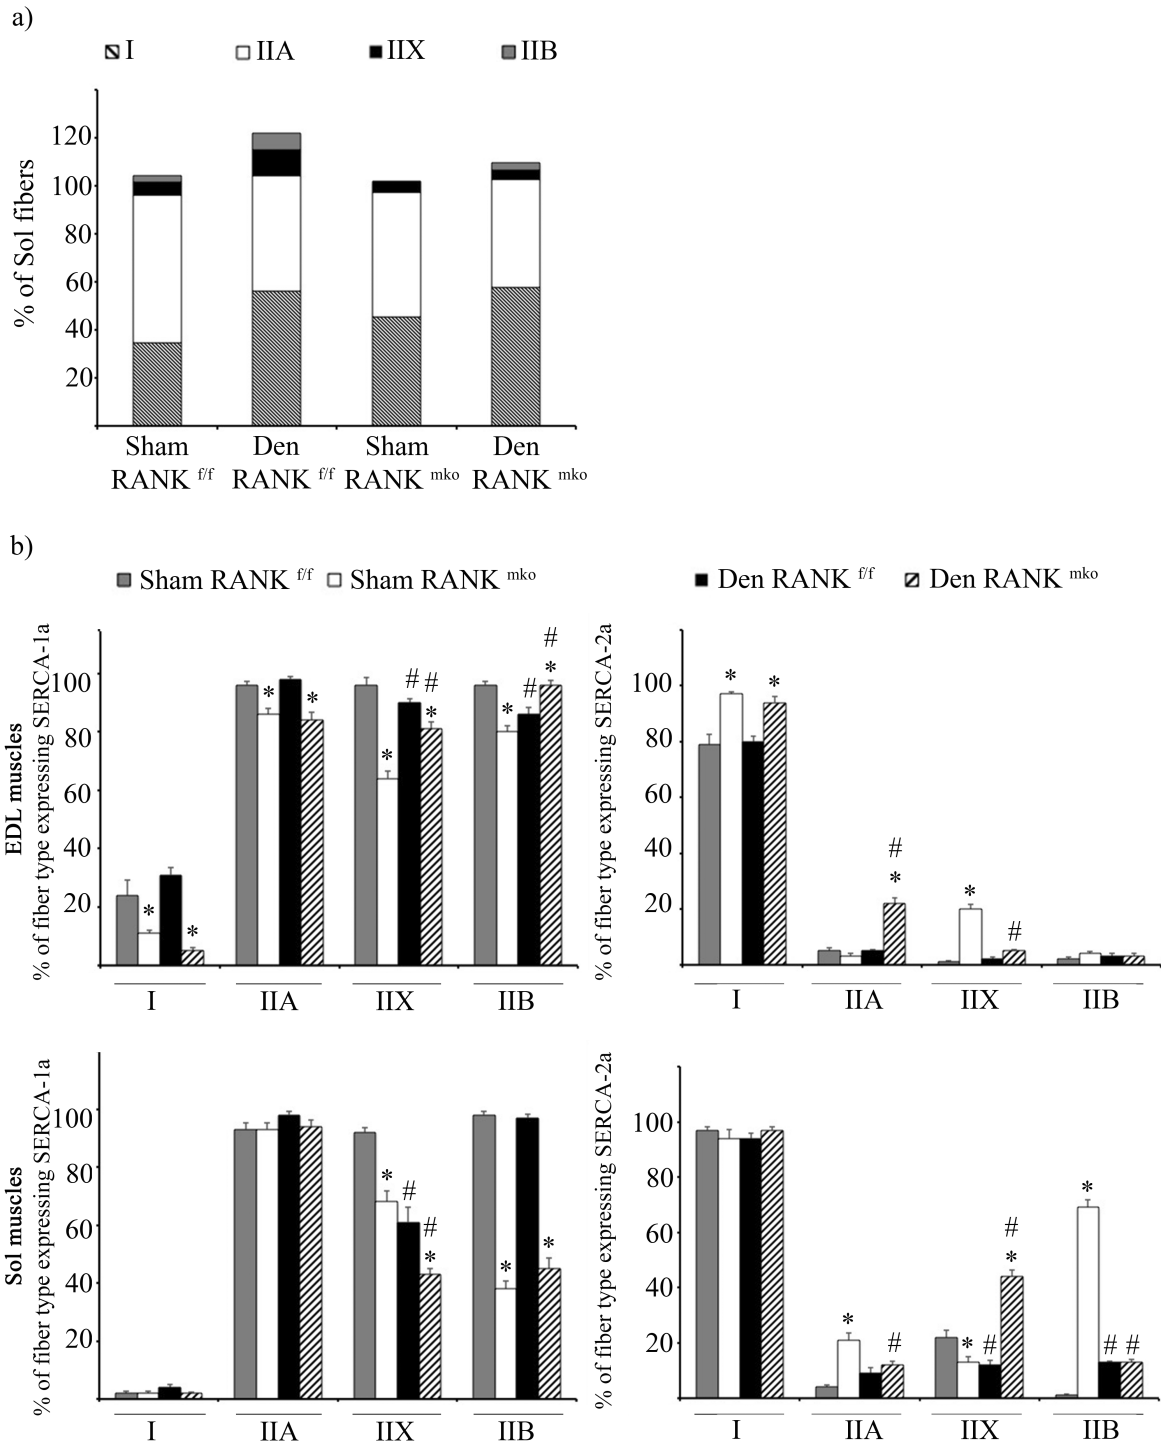 a)
I IIA IIX IIB
% of Sol fibers
120
100
80
60
40
20
Sham Den Sham Den
RANK f/f RANK f/f RANK mko RANK mko
b)
Sham RANK f/f Sham RANK mko Den RANK f/f Den RANK mko
EDL muscles
% of fiber type expressing SERCA-1a
100
80
60
40
20
* * * # # * * # # *
* *
I IIA IIX IIB
% of fiber type expressing SERCA-2a
100
80
60
40
20
* * # * * #
I IIA IIX IIB
Sol muscles
% of fiber type expressing SERCA-1a
100
80
60
40
20
* # # * * *
I IIA IIX IIB
% of fiber type expressing SERCA-2a
100
80
60
40
20
* # * # # * * # #
I IIA IIX IIB